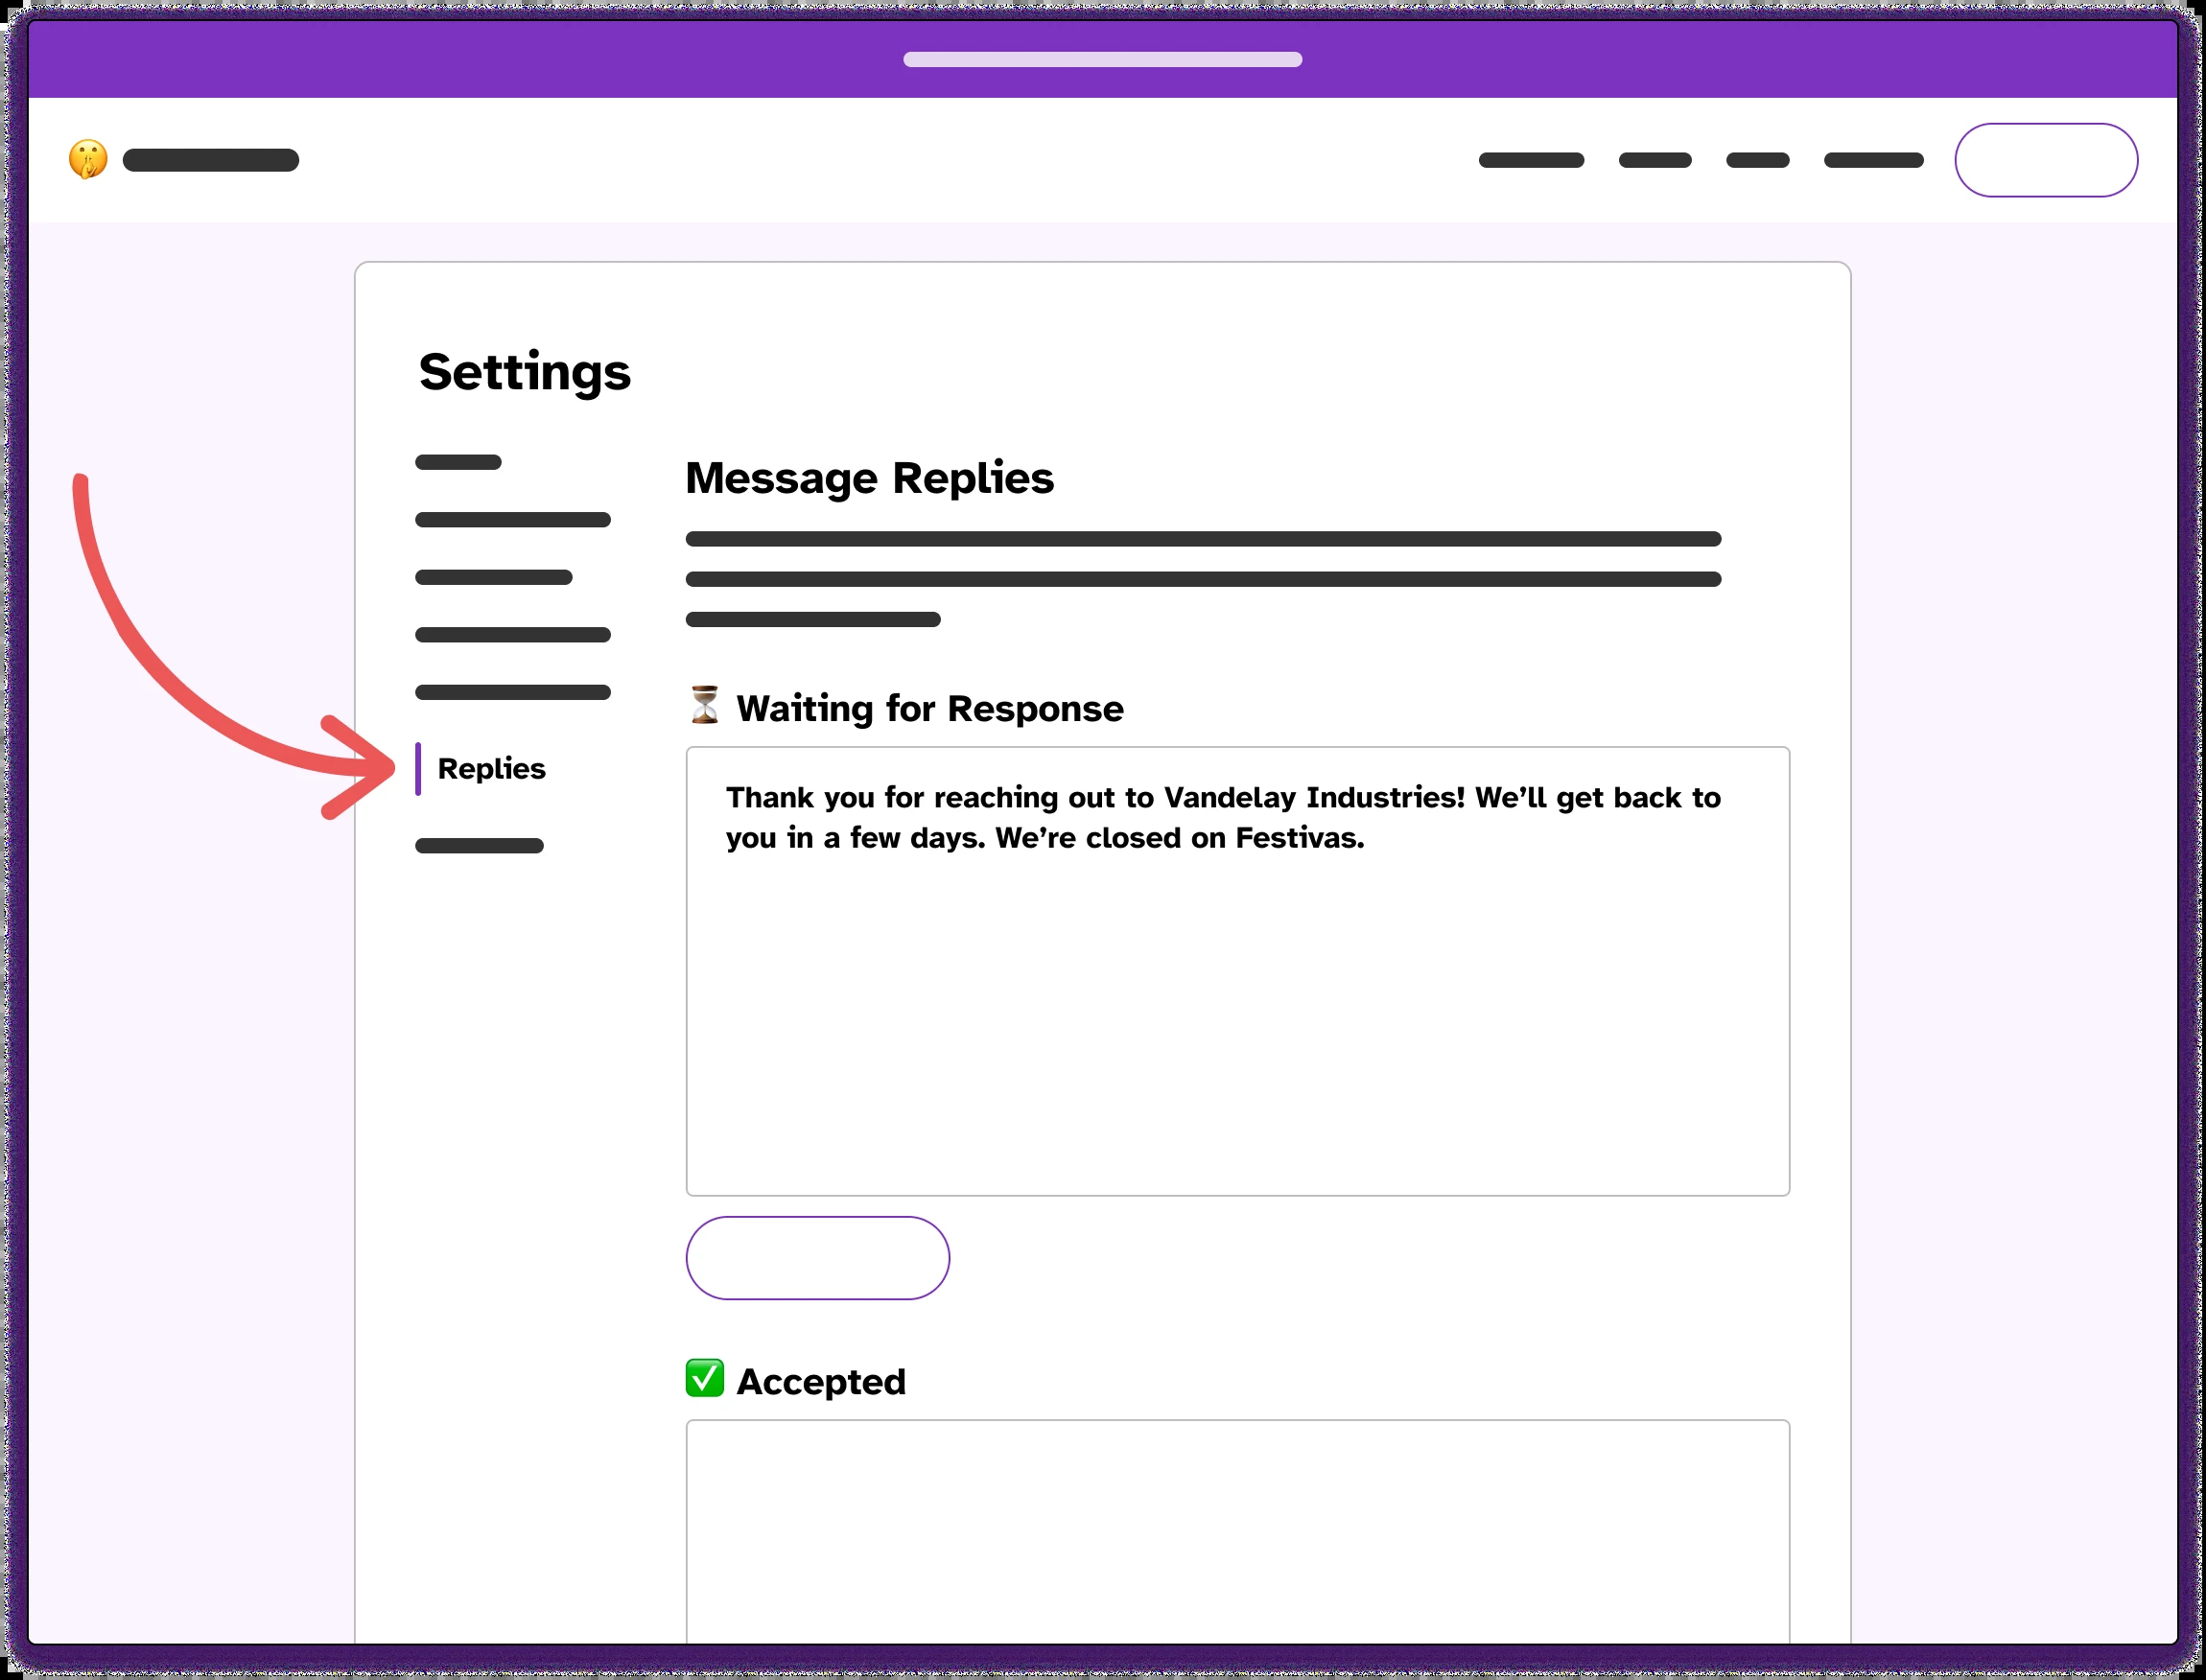 Settings
Message Replies
⏳ Waiting for Response
Replies
Thank you for reaching out to Vandelay Industries! We’ll get back to
you in a few days. We’re closed on Festivas.
✅ Accepted